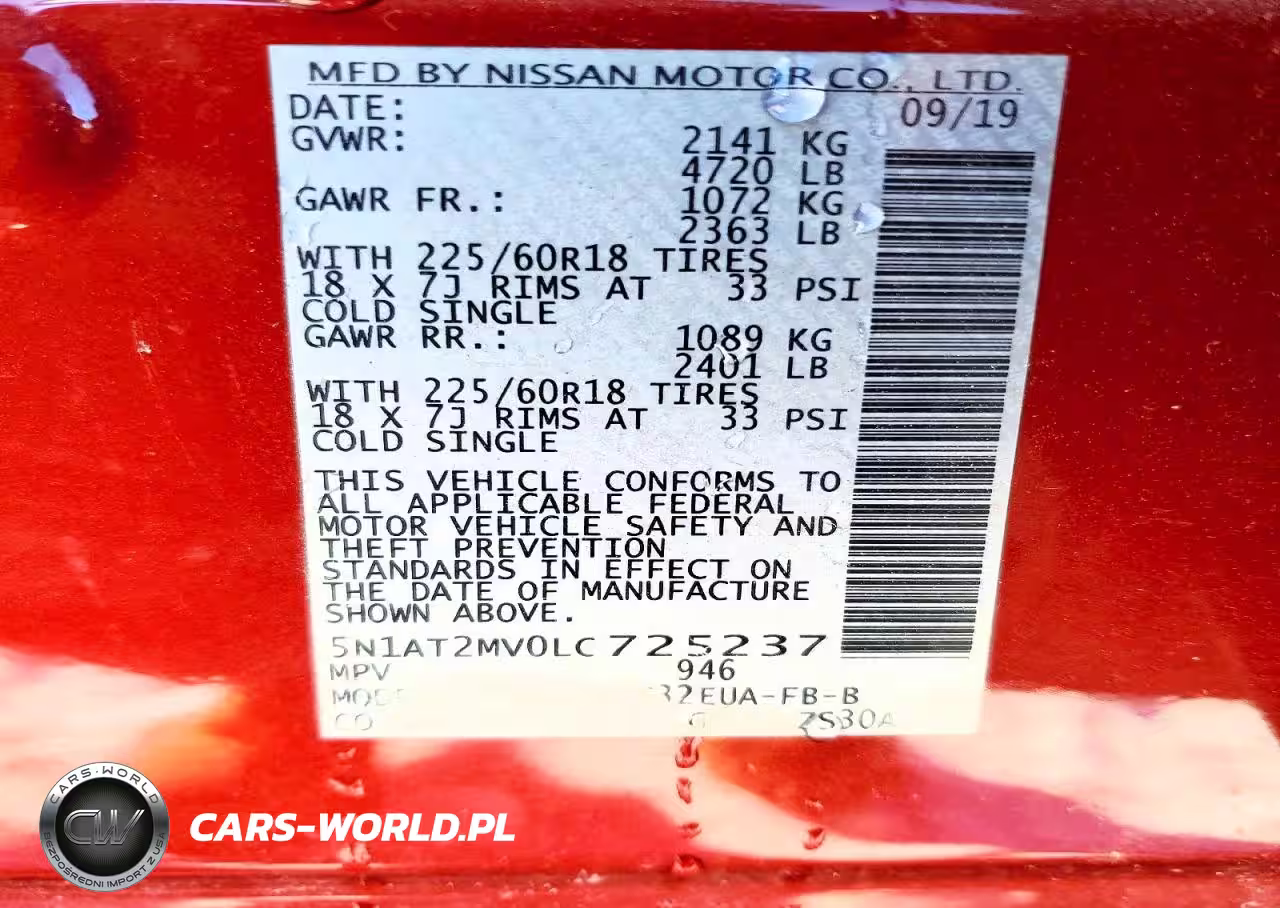 MFD BY NISSAN MOTOR CO., LTD.
DATE: 09/19
GVWR: 2141 KG
4720 LB
GAWR FR.: 1072 KG
2363 LB
WITH 225/60R18 TIRES
18 X 7J RIMS AT 33 PSI
COLD SINGLE
GAWR RR.: 1089 KG
2401 LB
WITH 225/60R18 TIRES
18 X 7J RIMS AT 33 PSI
COLD SINGLE
THIS VEHICLE CONFORMS TO
ALL APPLICABLE FEDERAL
MOTOR VEHICLE SAFETY AND
THEFT PREVENTION
STANDARDS IN EFFECT ON
THE DATE OF MANUFACTURE
SHOWN ABOVE.
5N1AT2MV0LC725237
MPV 946
32EUA-FB-B
CARS-WORLD
CW
BEZPOŚREDNI IMPORT Z USA
CARS-WORLD.PL